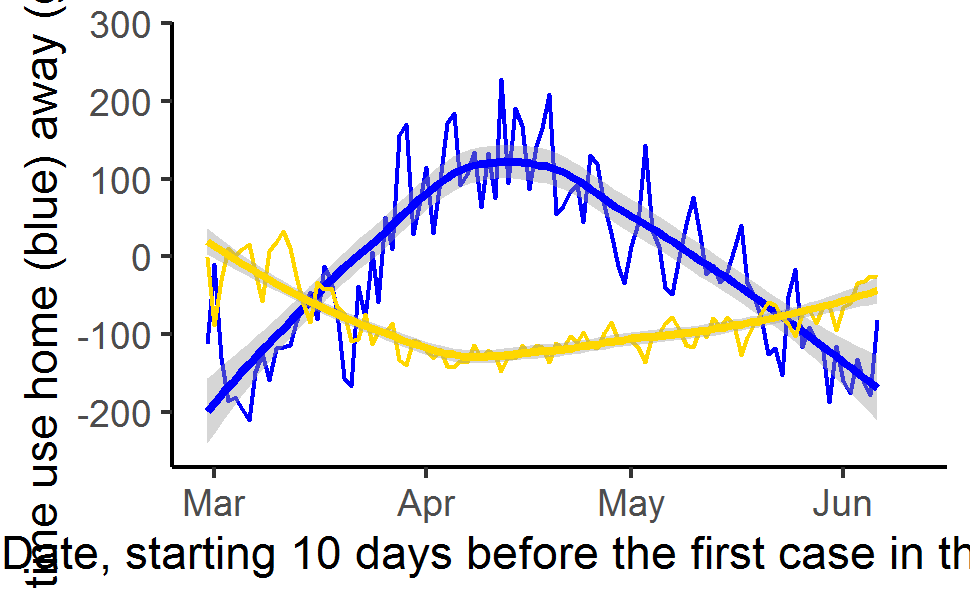 time use home (blue) away (
300
200
100
0
-100
-200
Mar Apr May Jun
Date, starting 10 days before the first case in th